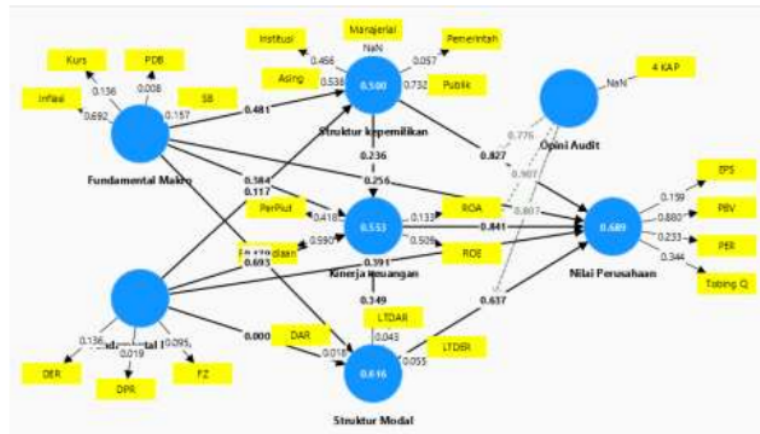 Manajerial
NaN
Institusi
Pemerintah
0.466
0.057
Asing
0.538
0.732
Publik
0.500
Struktur kepemilikan
Kurs
PDB
0.136
0.008
Inflasi
0.692
0.157
SB
Fundamental Makro
0.481
4 KAP
NaN
Opini Audit
0.776
0.907
0.807
0.827
0.236
0.256
0.384
0.117
PerPiut
0.418
0.590
0.553
0.133
ROA
0.506
ROE
Kinerja keuangan
0.841
0.693
0.391
0.349
0.689
Nilai Perusahaan
EPS
0.159
PBV
0.880
PER
0.233
0.344
Tobing Q
0.637
0.000
DAR
0.018
LTDAR
0.043
LTDER
0.055
0.616
Struktur Modal
0.136
0.019
0.095
DER
DPR
FZ